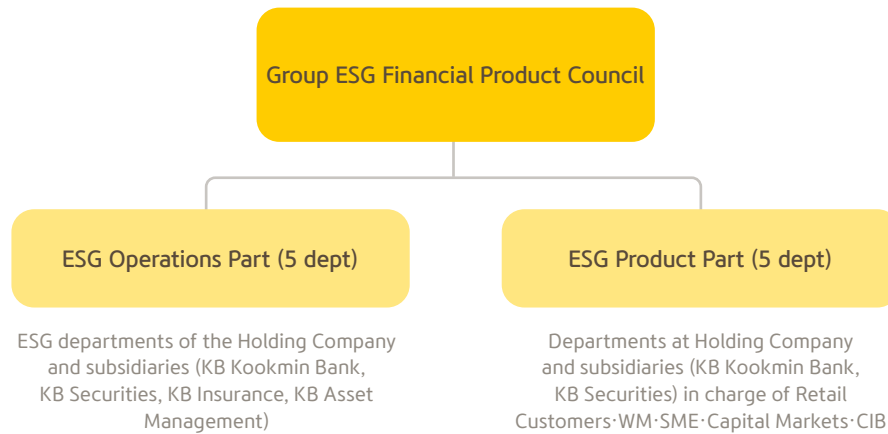 Group ESG Financial Product Council
ESG Operations Part (5 dept)
ESG departments of the Holding Company
and subsidiaries (KB Kookmin Bank,
KB Securities, KB Insurance, KB Asset
Management)
ESG Product Part (5 dept)
Departments at Holding Company
and subsidiaries (KB Kookmin Bank,
KB Securities) in charge of Retail
Customers·WM·SME·Capital Markets·CIB